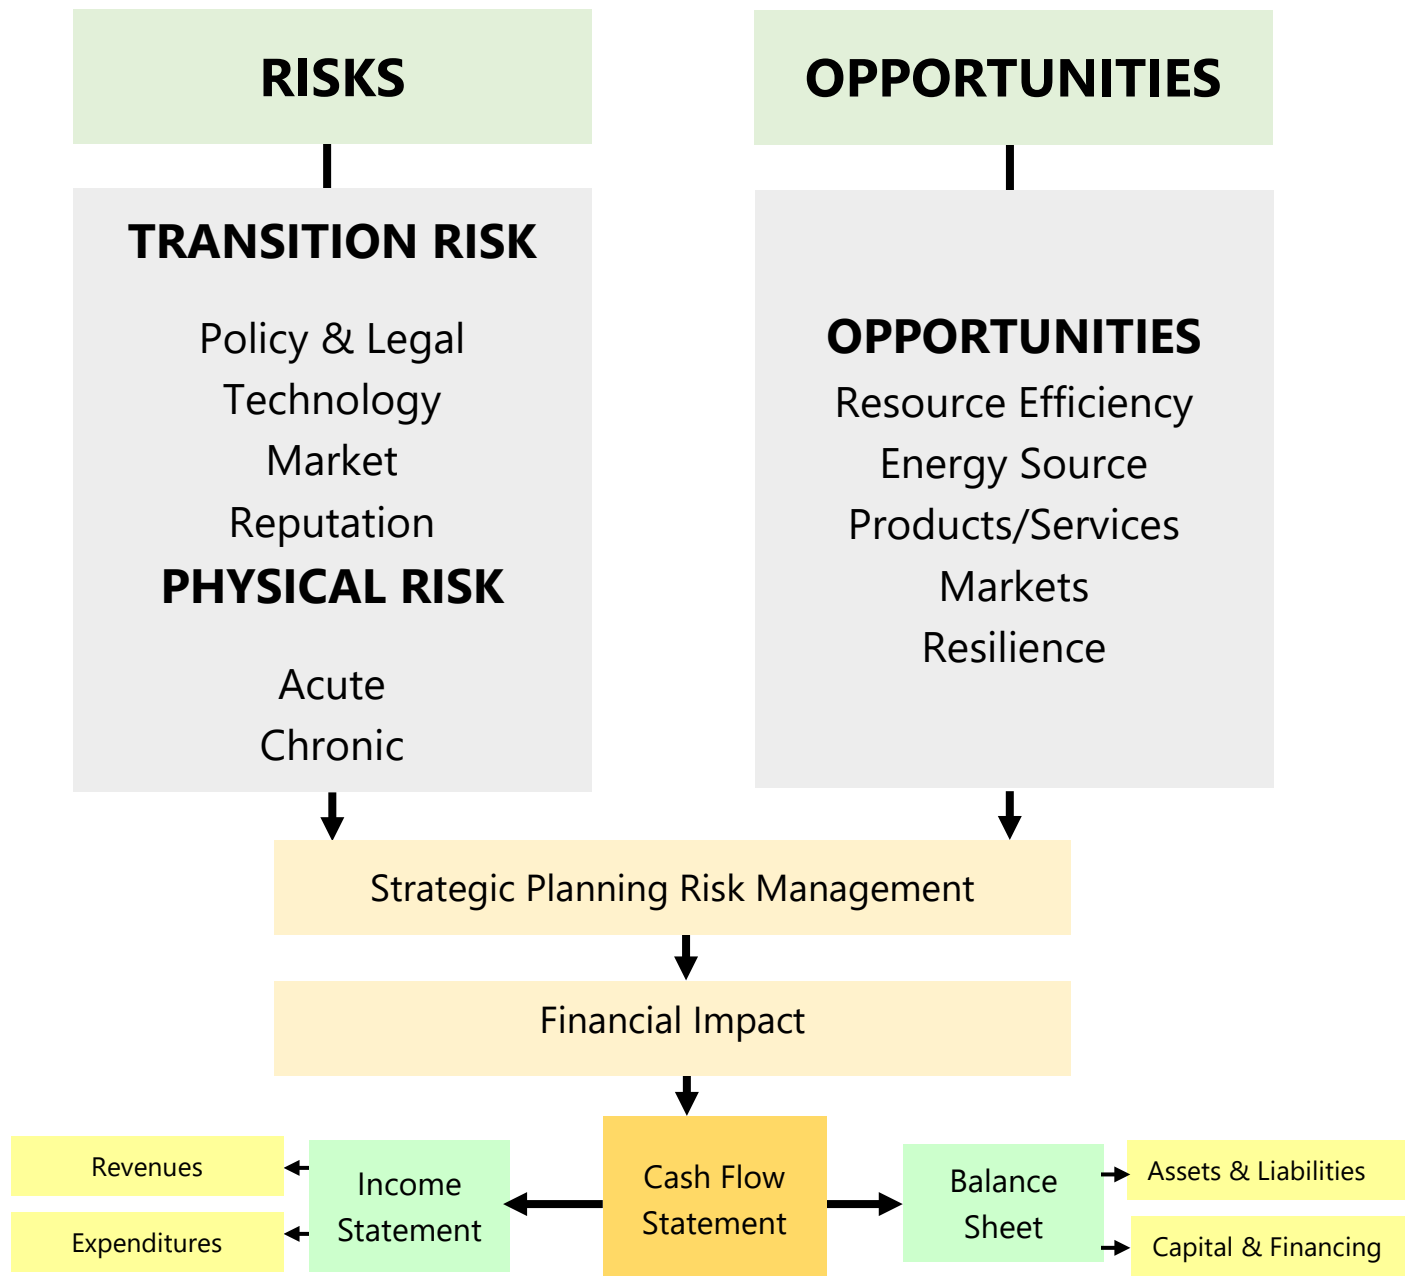 RISKS
TRANSITION RISK
Policy & Legal
Technology
Market
Reputation
PHYSICAL RISK
Acute
Chronic
OPPORTUNITIES
OPPORTUNITIES
Resource Efficiency
Energy Source
Products/Services
Markets
Resilience
Strategic Planning Risk Management
Financial Impact
Revenues
Expenditures
Income
Statement
Cash Flow
Statement
Balance
Sheet
Assets & Liabilities
Capital & Financing